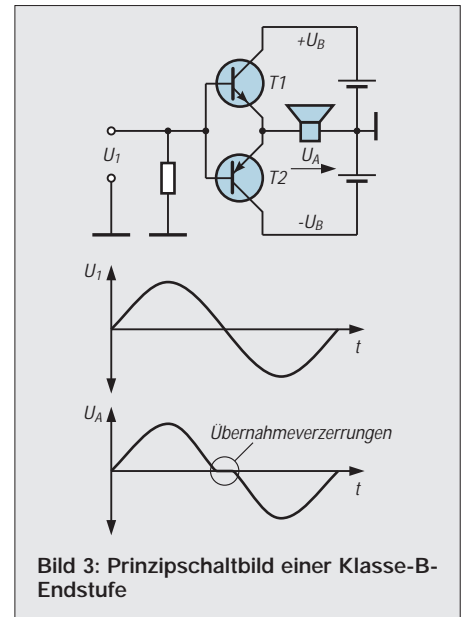 +U_B
T1
U_1
U_A
T2
-U_B
U_1
t
U_A
Übernahmeverzerrungen
t
Bild 3: Prinzipschaltbild einer Klasse-B-
Endstufe